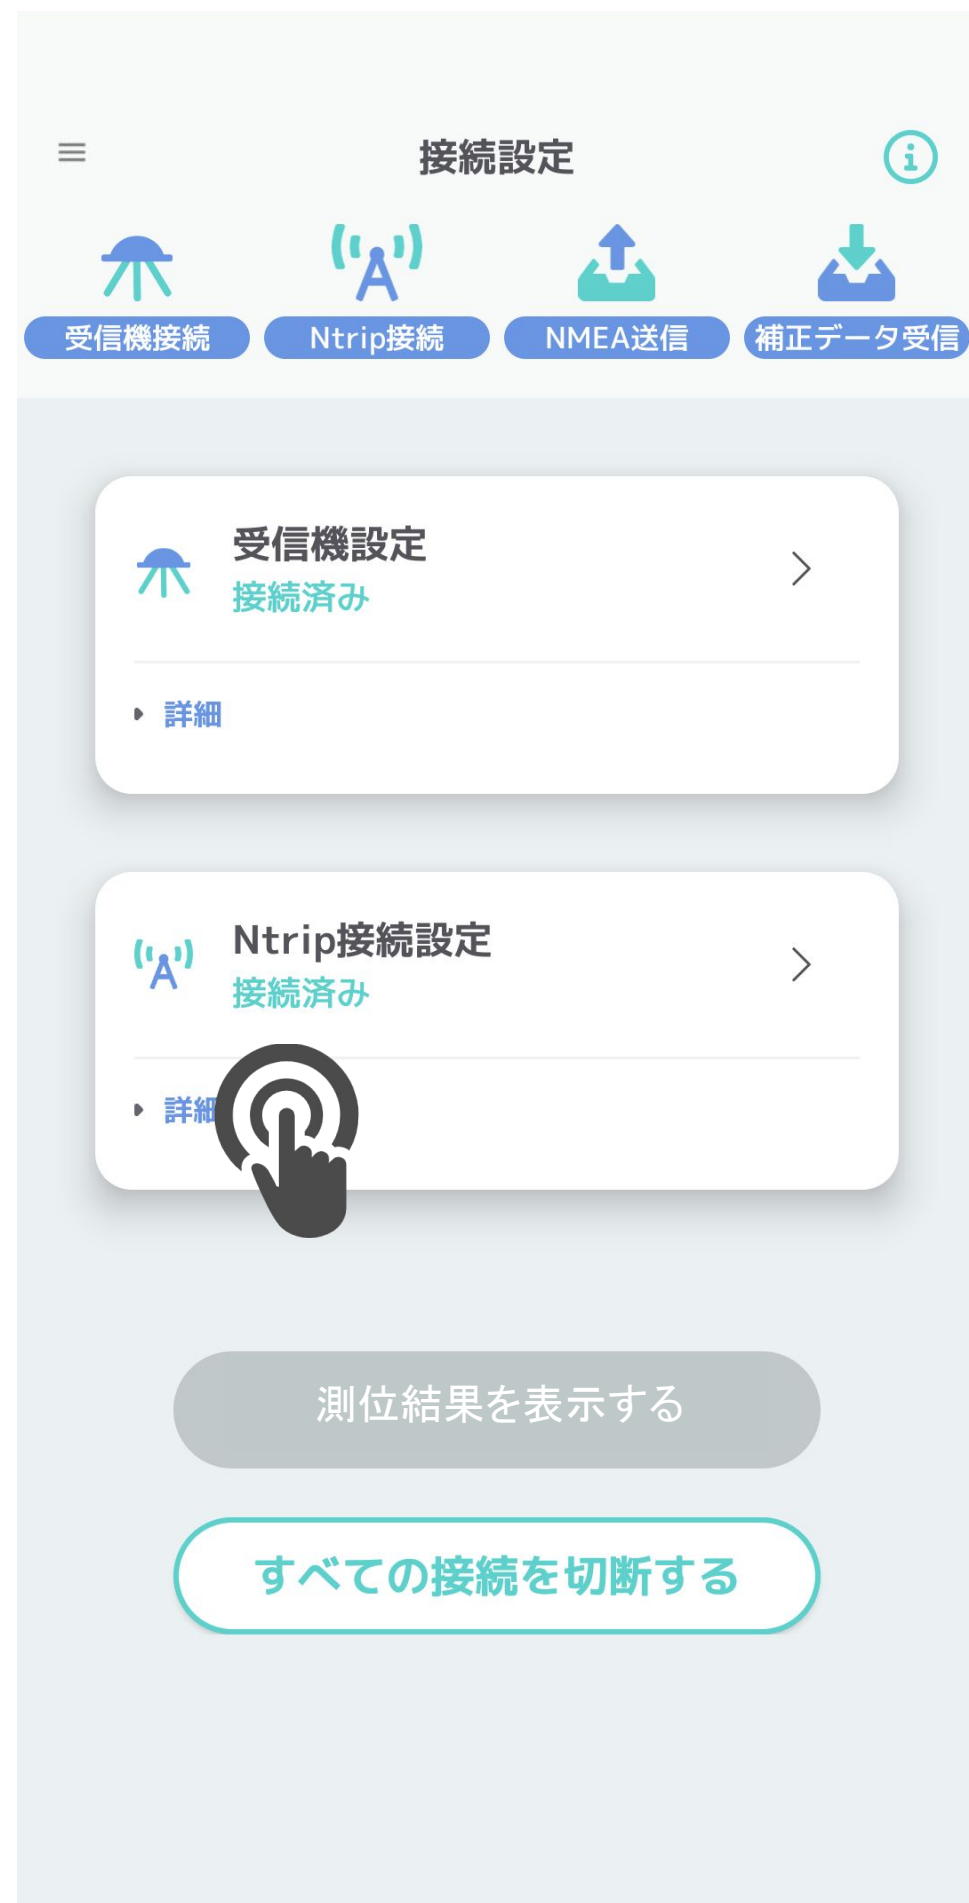 接続設定
受信機接続
Ntrip接続
NMEA送信
補正データ受信
受信機設定
接続済み
詳細
Ntrip接続設定
接続済み
詳細
測位結果を表示する
すべての接続を切断する